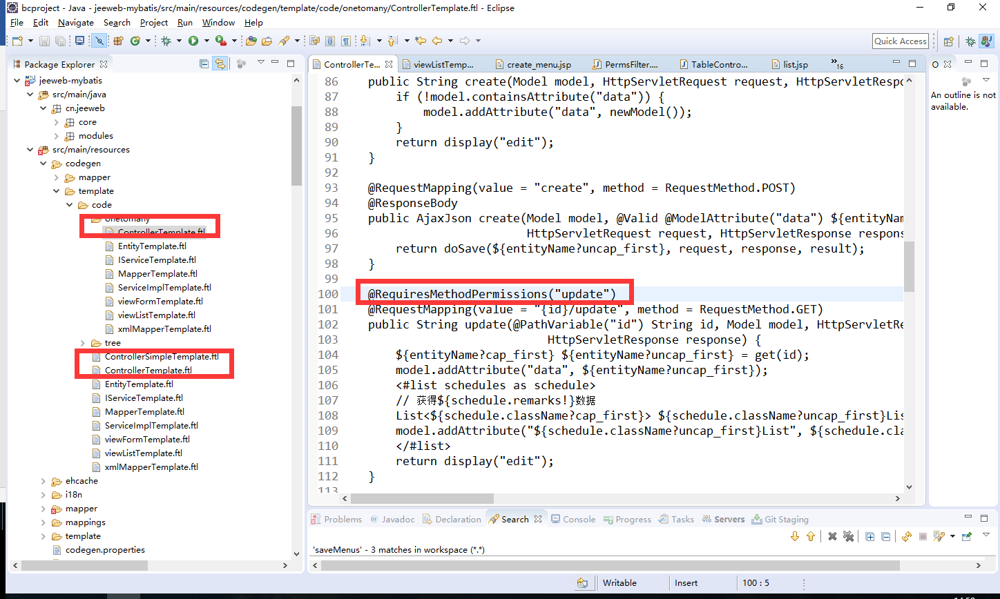 bcproject - Java - jeeweb-mybatis/src/main/resources/codegen/template/code/onetomany/ControllerTemplate.ftl - Eclipse
File Edit Navigate Search Project Run Window Help
Quick Access
Package Explorer
jeeweb-mybatis
src/main/java
cn.jeeweb
core
modules
src/main/resources
codegen
mapper
template
code
onetomany
ControllerTemplate.ftl
EntityTemplate.ftl
IServiceTemplate.ftl
MapperTemplate.ftl
ServiceImplTemplate.ftl
viewFormTemplate.ftl
viewListTemplate.ftl
xmlMapperTemplate.ftl
tree
ControllerSimpleTemplate.ftl
ControllerTemplate.ftl
EntityTemplate.ftl
IServiceTemplate.ftl
MapperTemplate.ftl
ServiceImplTemplate.ftl
viewFormTemplate.ftl
viewListTemplate.ftl
xmlMapperTemplate.ftl
ehcache
i18n
mapper
mappings
template
codegen.properties
ControllerTe... viewListTemp... create_menu.jsp PermsFilter.... TableContro... list.jsp »16
86 public String create(Model model, HttpServletRequest request, HttpServletRespo
87 if (!model.containsAttribute("data")) {
88 model.addAttribute("data", newModel());
89 }
90 return display("edit");
91 }
92
93 @RequestMapping(value = "create", method = RequestMethod.POST)
94 @ResponseBody
95 public AjaxJson create(Model model, @Valid @ModelAttribute("data") ${entityNam
96 HttpServletRequest request, HttpServletResponse respons
97 return doSave(${entityName?uncap_first}, request, response, result);
98 }
99
100 @RequiresMethodPermissions("update")
101 @RequestMapping(value = "{id}/update", method = RequestMethod.GET)
102 public String update(@PathVariable("id") String id, Model model, HttpServletRe
103 HttpServletResponse response) {
104 ${entityName?cap_first} ${entityName?uncap_first} = get(id);
105 model.addAttribute("data", ${entityName?uncap_first});
106 <#list schedules as schedule>
107 // 获得${schedule.remarks!}数据
108 List<${schedule.className?cap_first}> ${schedule.className?uncap_first}Lis
109 model.addAttribute("${schedule.className?uncap_first}List", ${schedule.cla
110 </#list>
111 return display("edit");
112 }
113
O
An outline is not
available.
Problems @ Javadoc Declaration Search Console Progress Tasks Servers Git Staging
'saveMenus' - 3 matches in workspace (*.*)
Writable Insert 100 : 5